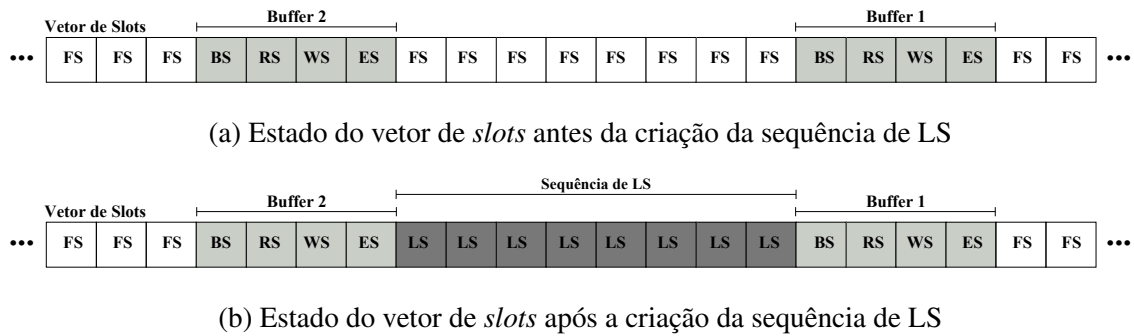 Buffer 2 Buffer 1
Vetor de Slots
••• FS FS FS BS RS WS ES FS FS FS FS FS FS FS FS BS RS WS ES FS FS •••
(a) Estado do vetor de slots antes da criação da sequência de LS
Sequência de LS
Buffer 2 Buffer 1
Vetor de Slots
••• FS FS FS BS RS WS ES LS LS LS LS LS LS LS LS BS RS WS ES FS FS •••
(b) Estado do vetor de slots após a criação da sequência de LS